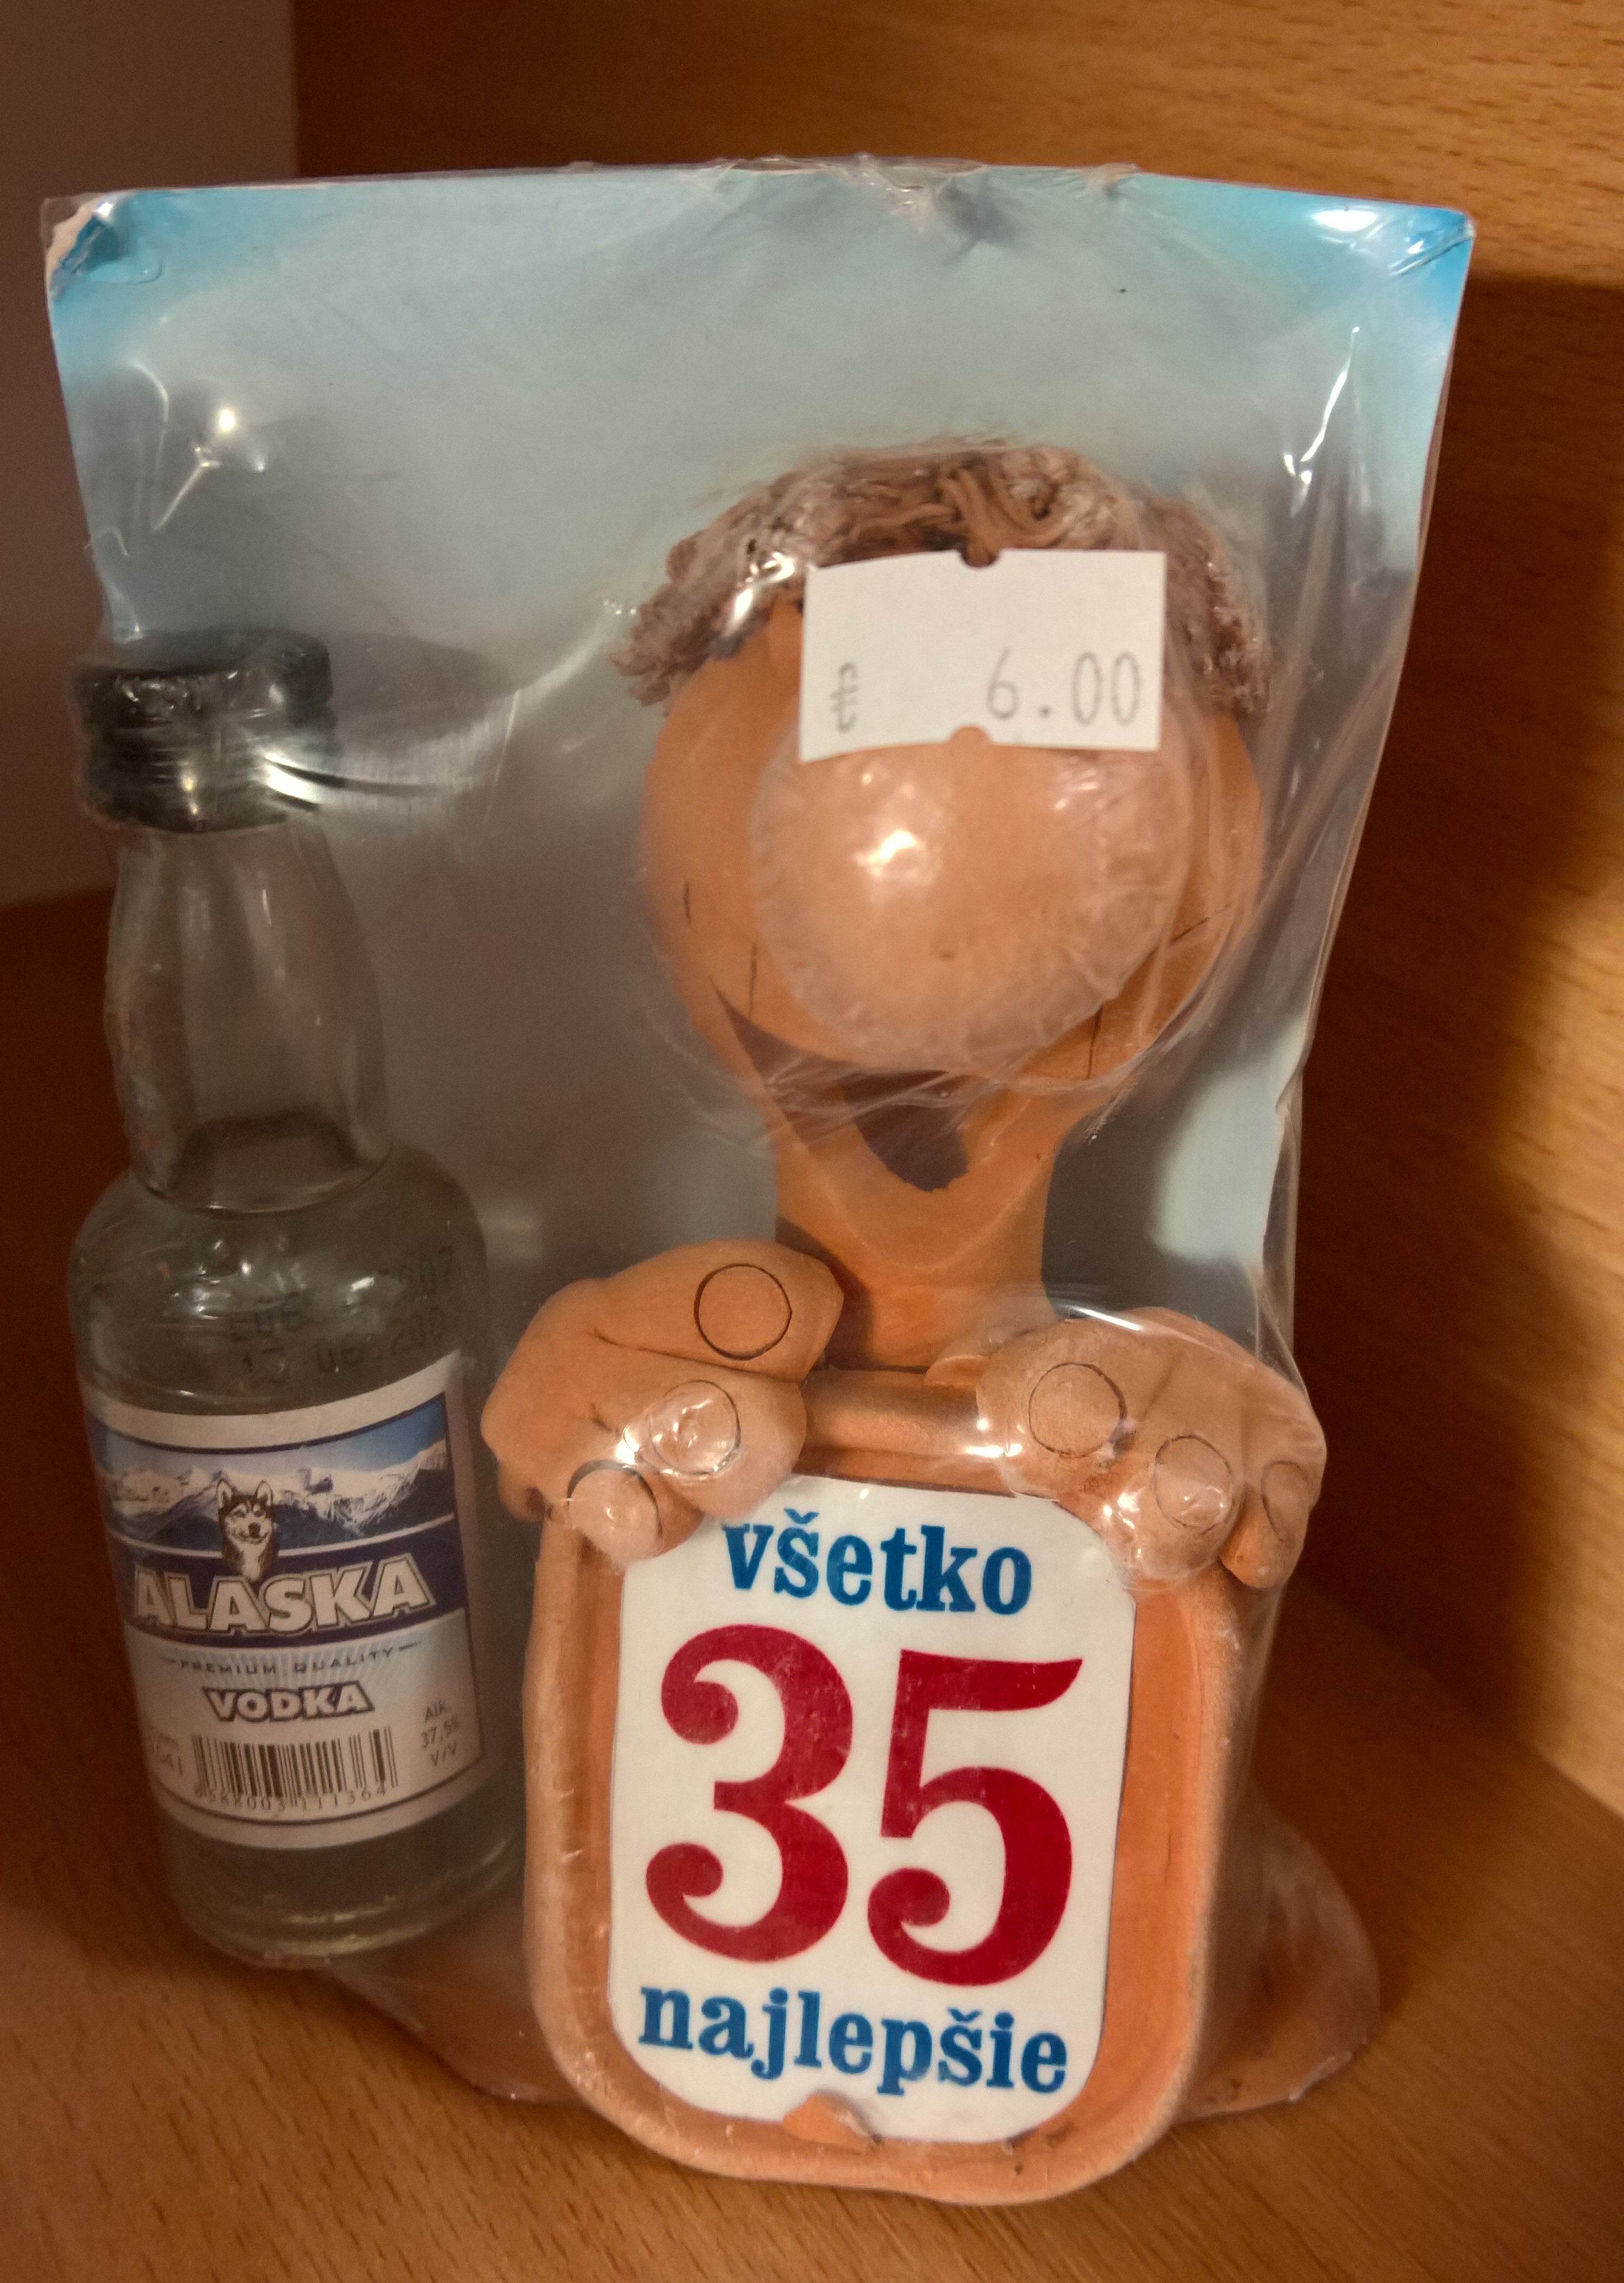 6.00
ALASKA
PREMIUM QUALITY
VODKA
ALK.
37,5%
V/V
všetko
35
najlepšie